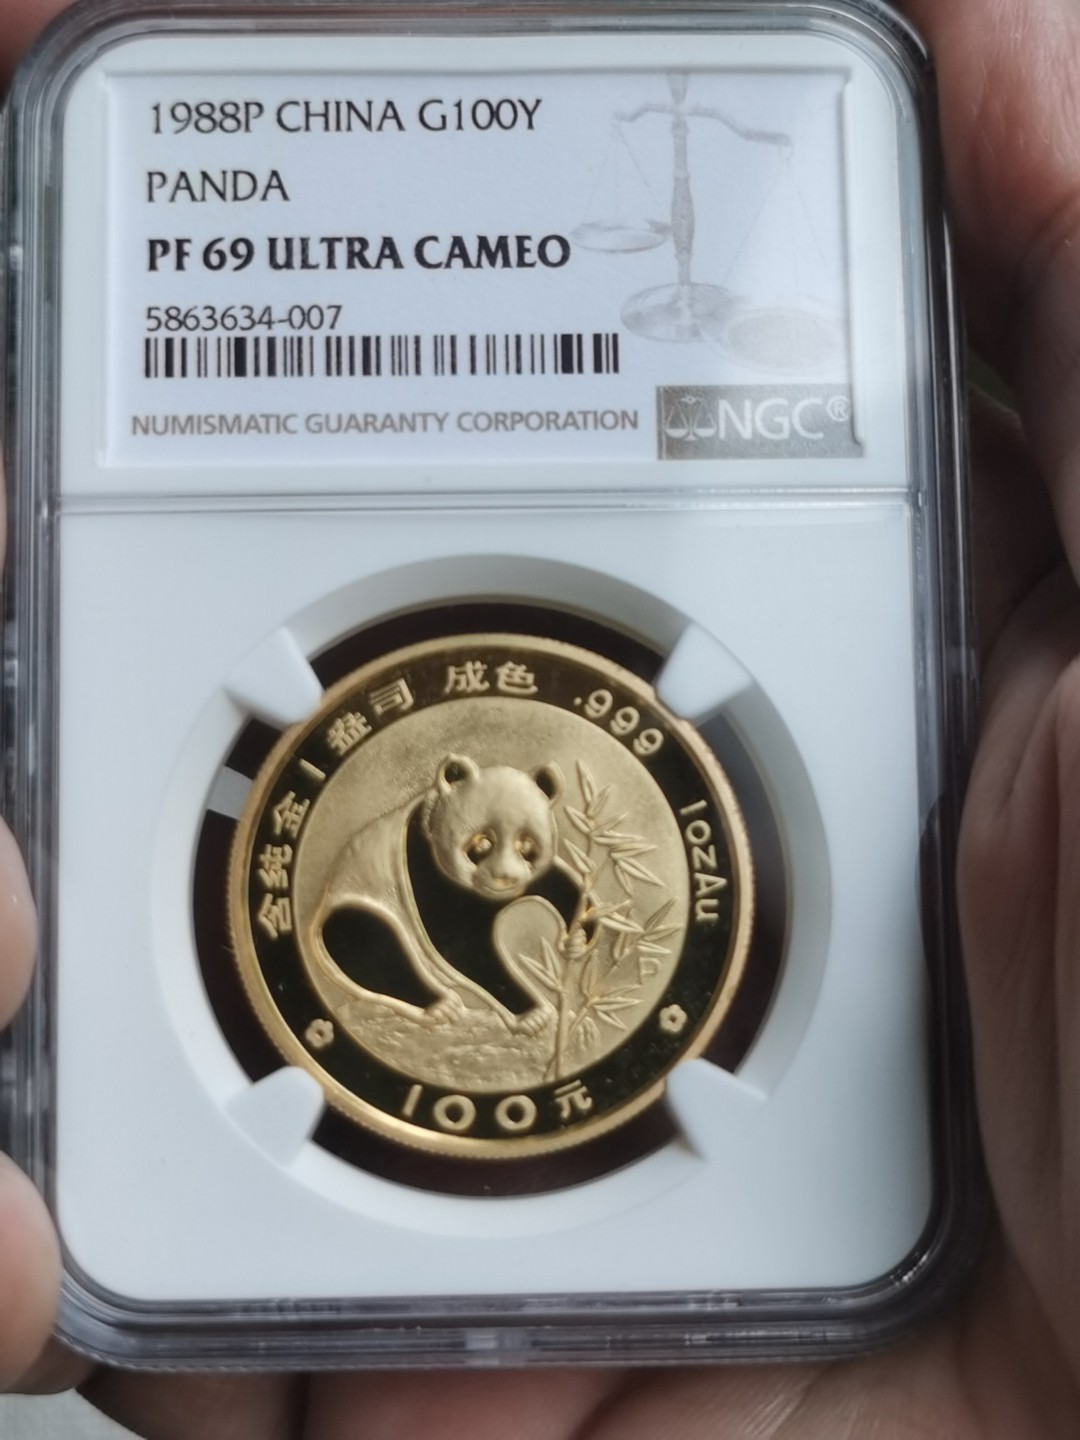 1988P CHINA G100Y
PANDA
PF 69 ULTRA CAMEO
5863634-007
NUMISMATIC GUARANTY CORPORATION
NGC®
含纯金1盎司 成色 .999 1ozAu
P
100元